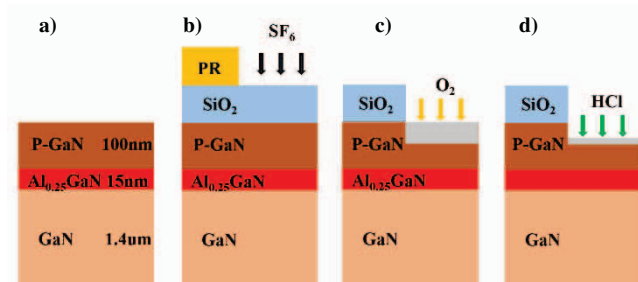 a)
P-GaN 100nm
Al0.25GaN 15nm
GaN 1.4um
b)
SF6
PR
SiO2
P-GaN
Al0.25GaN
GaN
c)
O2
SiO2
P-GaN
Al0.25GaN
GaN
d)
HCl
SiO2
P-GaN
GaN